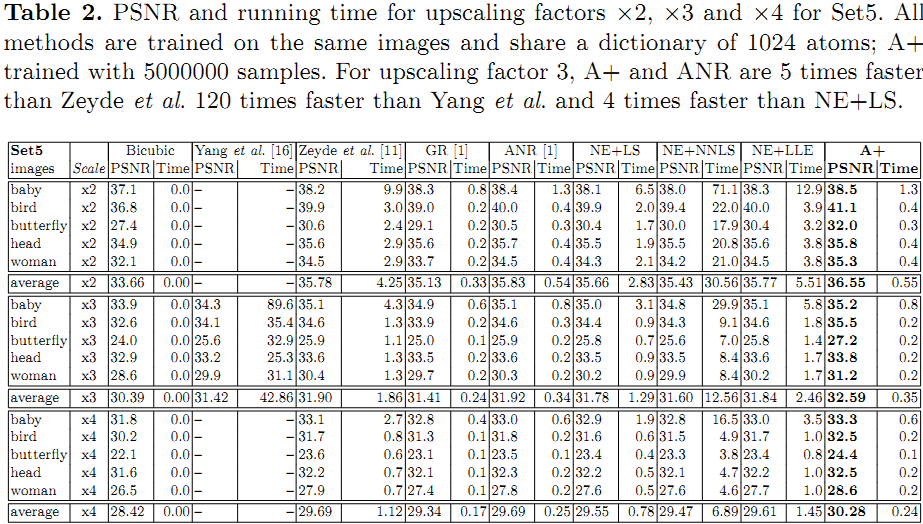 Table 2. PSNR and running time for upscaling factors ×2, ×3 and ×4 for Set5. All
methods are trained on the same images and share a dictionary of 1024 atoms; A+
trained with 5000000 samples. For upscaling factor 3, A+ and ANR are 5 times faster
than Zeyde et al. 120 times faster than Yang et al. and 4 times faster than NE+LS.
Set5 Bicubic Yang et al. [16] Zeyde et al. [11] GR [1] ANR [1] NE+LS NE+NNLS NE+LLE A+
images Scale PSNR Time PSNR Time PSNR Time PSNR Time PSNR Time PSNR Time PSNR Time PSNR Time PSNR Time
baby x2 37.1 0.0 – – 38.2 9.9 38.3 0.8 38.4 1.3 38.1 6.5 38.0 71.1 38.3 12.9 38.5 1.3
bird x2 36.8 0.0 – – 39.9 3.0 39.0 0.2 40.0 0.4 39.9 2.0 39.4 22.0 40.0 3.9 41.1 0.4
butterfly x2 27.4 0.0 – – 30.6 2.4 29.1 0.2 30.5 0.3 30.4 1.7 30.0 17.9 30.4 3.2 32.0 0.3
head x2 34.9 0.0 – – 35.6 2.9 35.6 0.2 35.7 0.4 35.5 1.9 35.5 20.8 35.6 3.8 35.8 0.4
woman x2 32.1 0.0 – – 34.5 2.9 33.7 0.2 34.5 0.4 34.3 2.1 34.2 21.0 34.5 3.8 35.3 0.4
average x2 33.66 0.00 – – 35.78 4.25 35.13 0.33 35.83 0.54 35.66 2.83 35.43 30.56 35.77 5.51 36.55 0.55
baby x3 33.9 0.0 34.3 89.6 35.1 4.3 34.9 0.6 35.1 0.8 35.0 3.1 34.8 29.9 35.1 5.8 35.2 0.8
bird x3 32.6 0.0 34.1 35.4 34.6 1.3 33.9 0.2 34.6 0.3 34.4 0.9 34.3 9.1 34.6 1.8 35.5 0.2
butterfly x3 24.0 0.0 25.6 32.9 25.9 1.1 25.0 0.1 25.9 0.2 25.8 0.7 25.6 7.0 25.8 1.4 27.2 0.2
head x3 32.9 0.0 33.2 25.3 33.6 1.3 33.5 0.2 33.6 0.2 33.5 0.9 33.5 8.4 33.6 1.7 33.8 0.2
woman x3 28.6 0.0 29.9 31.1 30.4 1.3 29.7 0.2 30.3 0.2 30.2 0.9 29.9 8.4 30.2 1.7 31.2 0.2
average x3 30.39 0.00 31.42 42.86 31.90 1.86 31.41 0.24 31.92 0.34 31.78 1.29 31.60 12.56 31.84 2.46 32.59 0.35
baby x4 31.8 0.0 – – 33.1 2.7 32.8 0.4 33.0 0.6 32.9 1.9 32.8 16.5 33.0 3.5 33.3 0.6
bird x4 30.2 0.0 – – 31.7 0.8 31.3 0.1 31.8 0.2 31.6 0.6 31.5 4.9 31.7 1.0 32.5 0.2
butterfly x4 22.1 0.0 – – 23.6 0.6 23.1 0.1 23.5 0.1 23.4 0.4 23.3 3.8 23.4 0.8 24.4 0.1
head x4 31.6 0.0 – – 32.2 0.7 32.1 0.1 32.3 0.2 32.2 0.5 32.1 4.7 32.2 1.0 32.5 0.2
woman x4 26.5 0.0 – – 27.9 0.7 27.4 0.1 27.8 0.2 27.6 0.5 27.6 4.6 27.7 1.0 28.6 0.2
average x4 28.42 0.00 – – 29.69 1.12 29.34 0.17 29.69 0.25 29.55 0.78 29.47 6.89 29.61 1.45 30.28 0.24